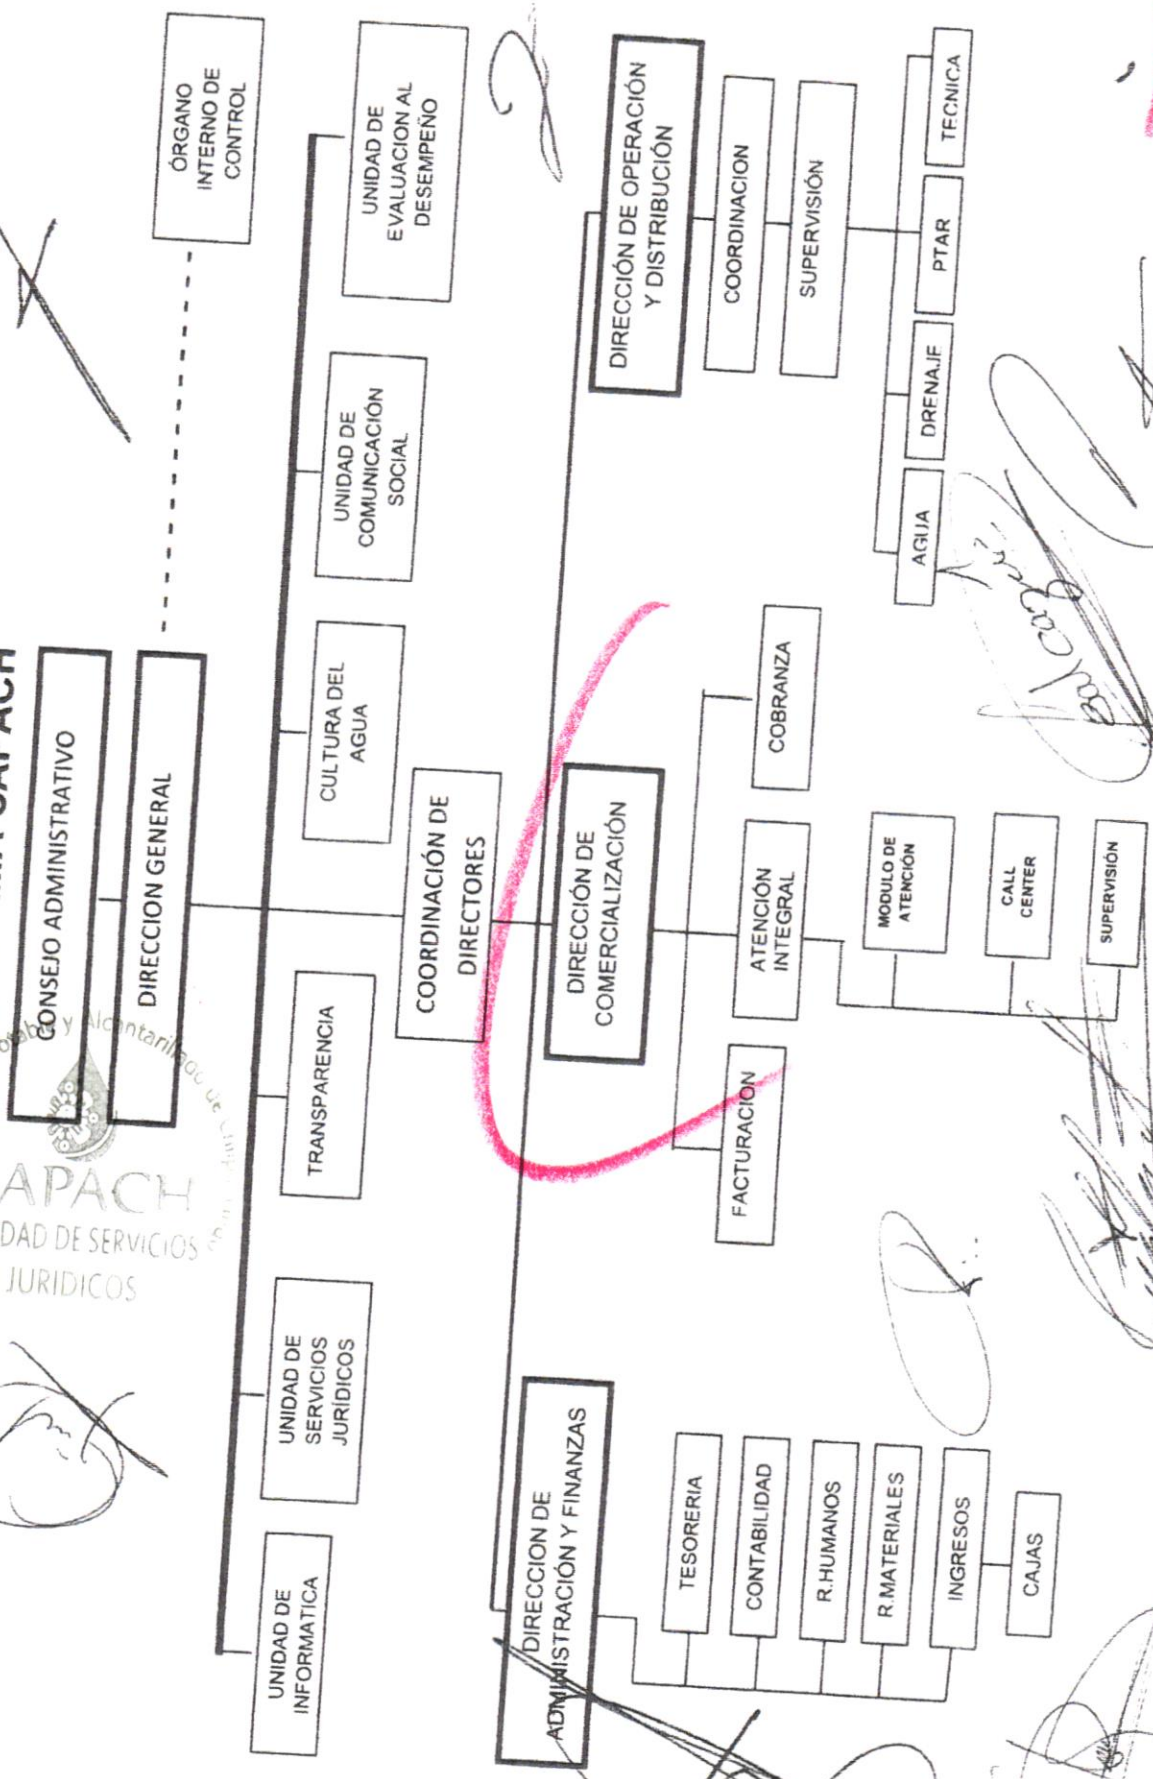 CONSEJO ADMINISTRATIVO
DIRECCION GENERAL
ÓRGANO
INTERNO DE
CONTROL
APACH
DAD DE SERVICIOS
JURIDICOS
UNIDAD DE
INFORMATICA
UNIDAD DE
SERVICIOS
JURÍDICOS
TRANSPARENCIA
CULTURA DEL
AGUA
UNIDAD DE
COMUNICACIÓN
SOCIAL
UNIDAD DE
EVALUACION AL
DESEMPEÑO
COORDINACIÓN DE
DIRECTORES
DIRECCION DE
ADMINISTRACIÓN Y FINANZAS
TESORERIA
CONTABILIDAD
R.HUMANOS
R.MATERIALES
INGRESOS
CAJAS
DIRECCIÓN DE
COMERCIALIZACIÓN
FACTURACION
ATENCIÓN
INTEGRAL
COBRANZA
MODULO DE
ATENCIÓN
CALL
CENTER
SUPERVISIÓN
DIRECCIÓN DE OPERACIÓN
Y DISTRIBUCIÓN
COORDINACION
SUPERVISIÓN
AGUA
DRENAJE
PTAR
TECNICA